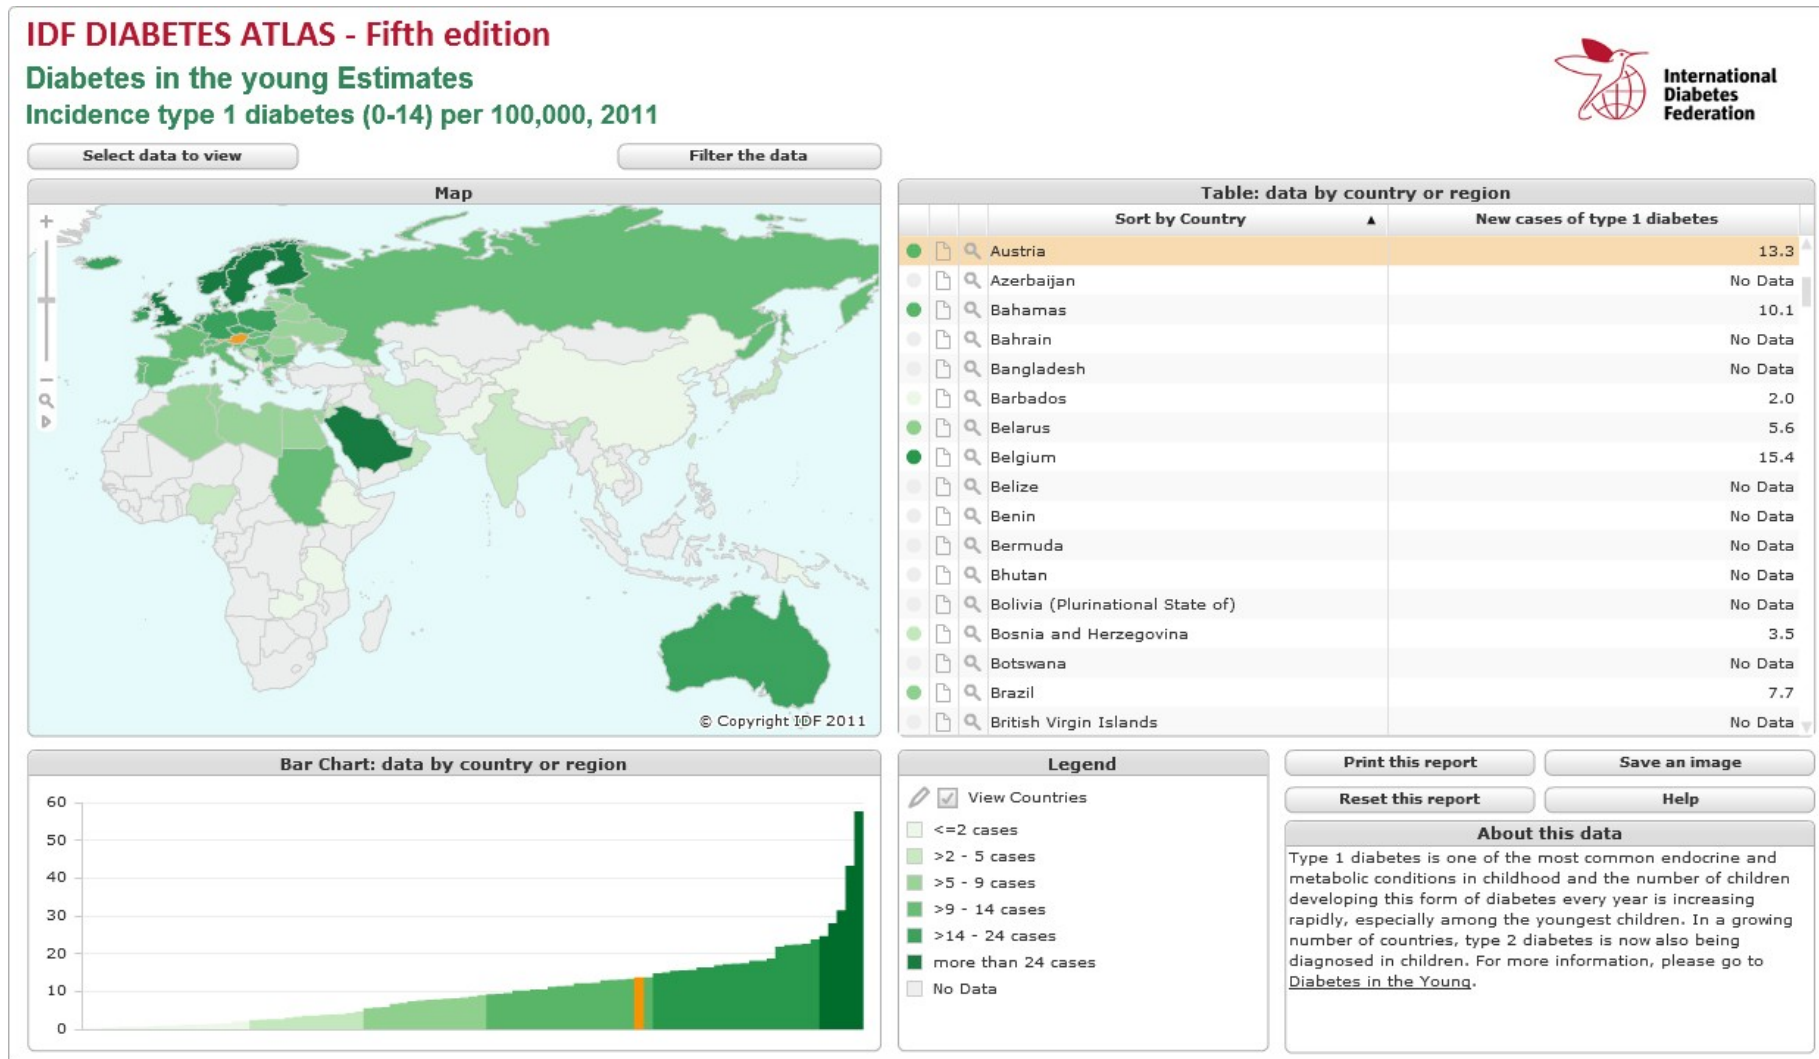 IDF DIABETES ATLAS - Fifth edition
Diabetes in the young Estimates
Incidence type 1 diabetes (0-14) per 100,000, 2011
International
Diabetes
Federation
Select data to view
Filter the data
Map
© Copyright IDF 2011
Table: data by country or region
Sort by Country ▲ New cases of type 1 diabetes
Austria 13.3
Azerbaijan No Data
Bahamas 10.1
Bahrain No Data
Bangladesh No Data
Barbados 2.0
Belarus 5.6
Belgium 15.4
Belize No Data
Benin No Data
Bermuda No Data
Bhutan No Data
Bolivia (Plurinational State of) No Data
Bosnia and Herzegovina 3.5
Botswana No Data
Brazil 7.7
British Virgin Islands No Data
Bar Chart: data by country or region
60
50
40
30
20
10
0
Legend
View Countries
<=2 cases
>2 - 5 cases
>5 - 9 cases
>9 - 14 cases
>14 - 24 cases
more than 24 cases
No Data
Print this report
Save an image
Reset this report
Help
About this data
Type 1 diabetes is one of the most common endocrine and
metabolic conditions in childhood and the number of children
developing this form of diabetes every year is increasing
rapidly, especially among the youngest children. In a growing
number of countries, type 2 diabetes is now also being
diagnosed in children. For more information, please go to
Diabetes in the Young.